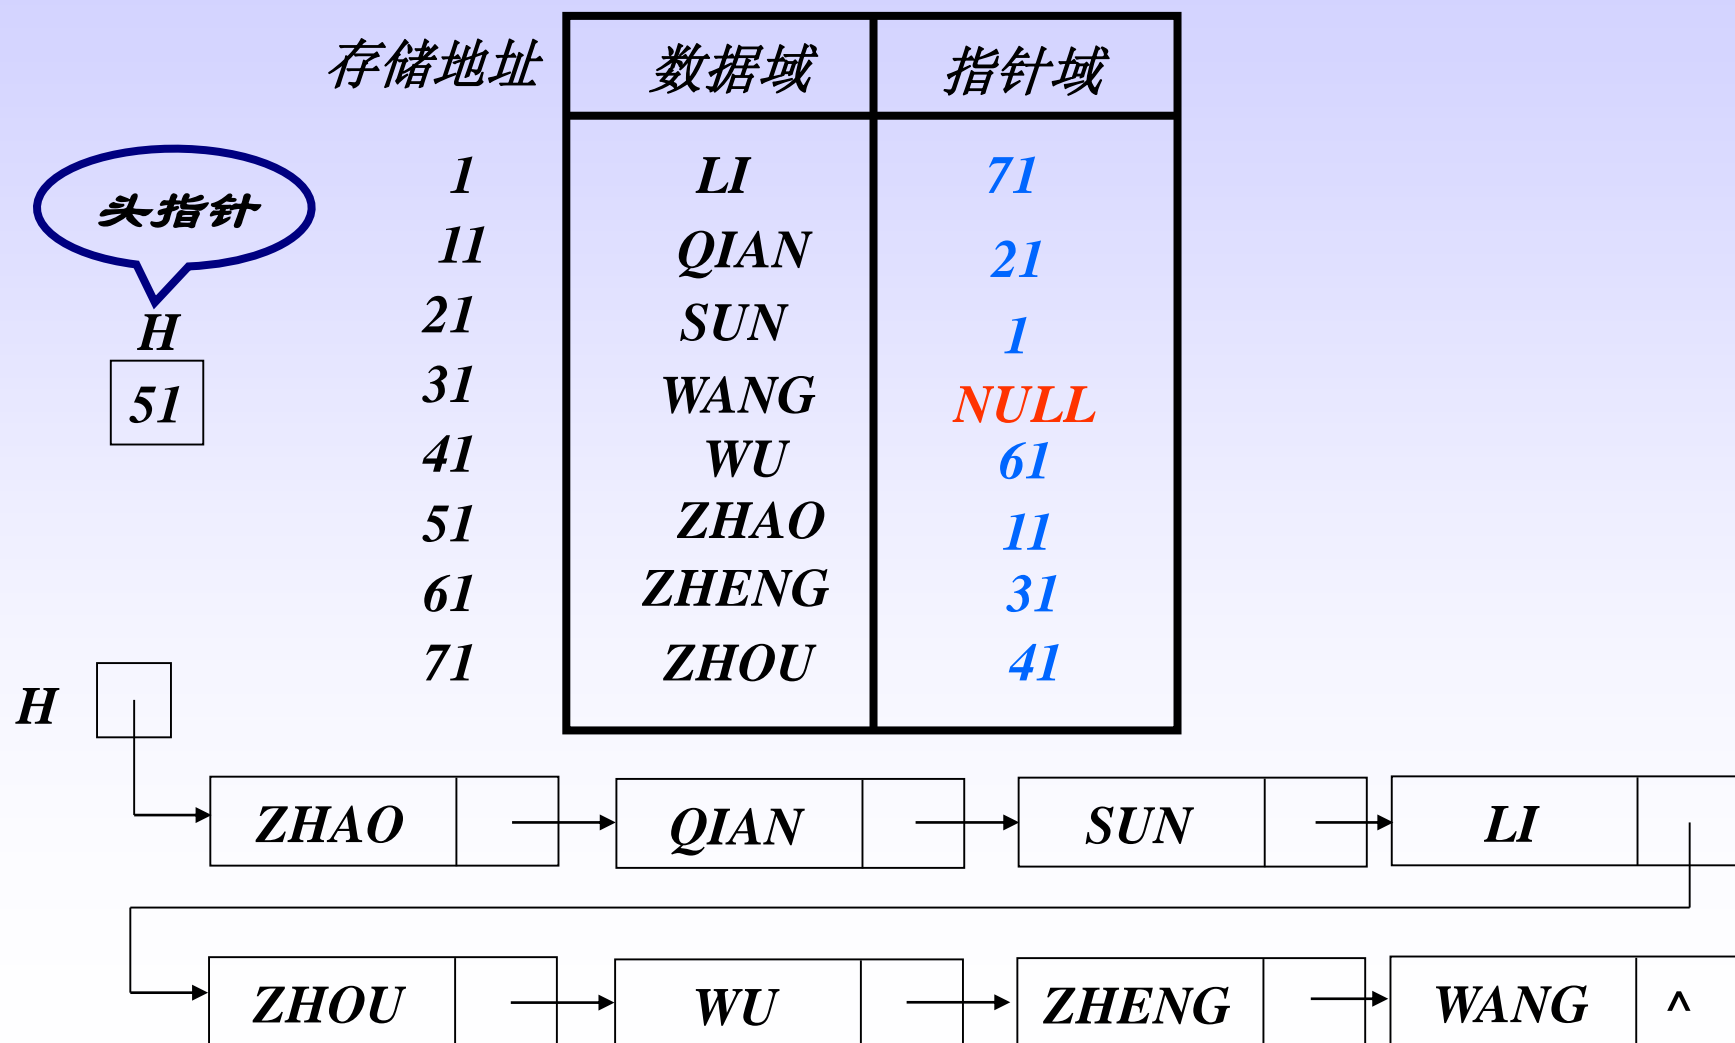 存储地址 数据域 指针域
头指针
H
51
1 LI 71
11 QIAN 21
21 SUN 1
31 WANG NULL
41 WU 61
51 ZHAO 11
61 ZHENG 31
71 ZHOU 41
H
ZHAO QIAN SUN LI
ZHOU WU ZHENG WANG ^